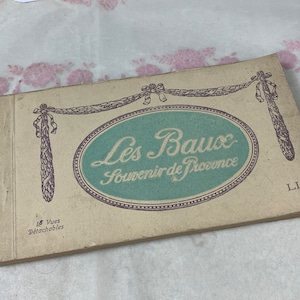 Les Baux
Souvenir de Provence
Vues
Détachables